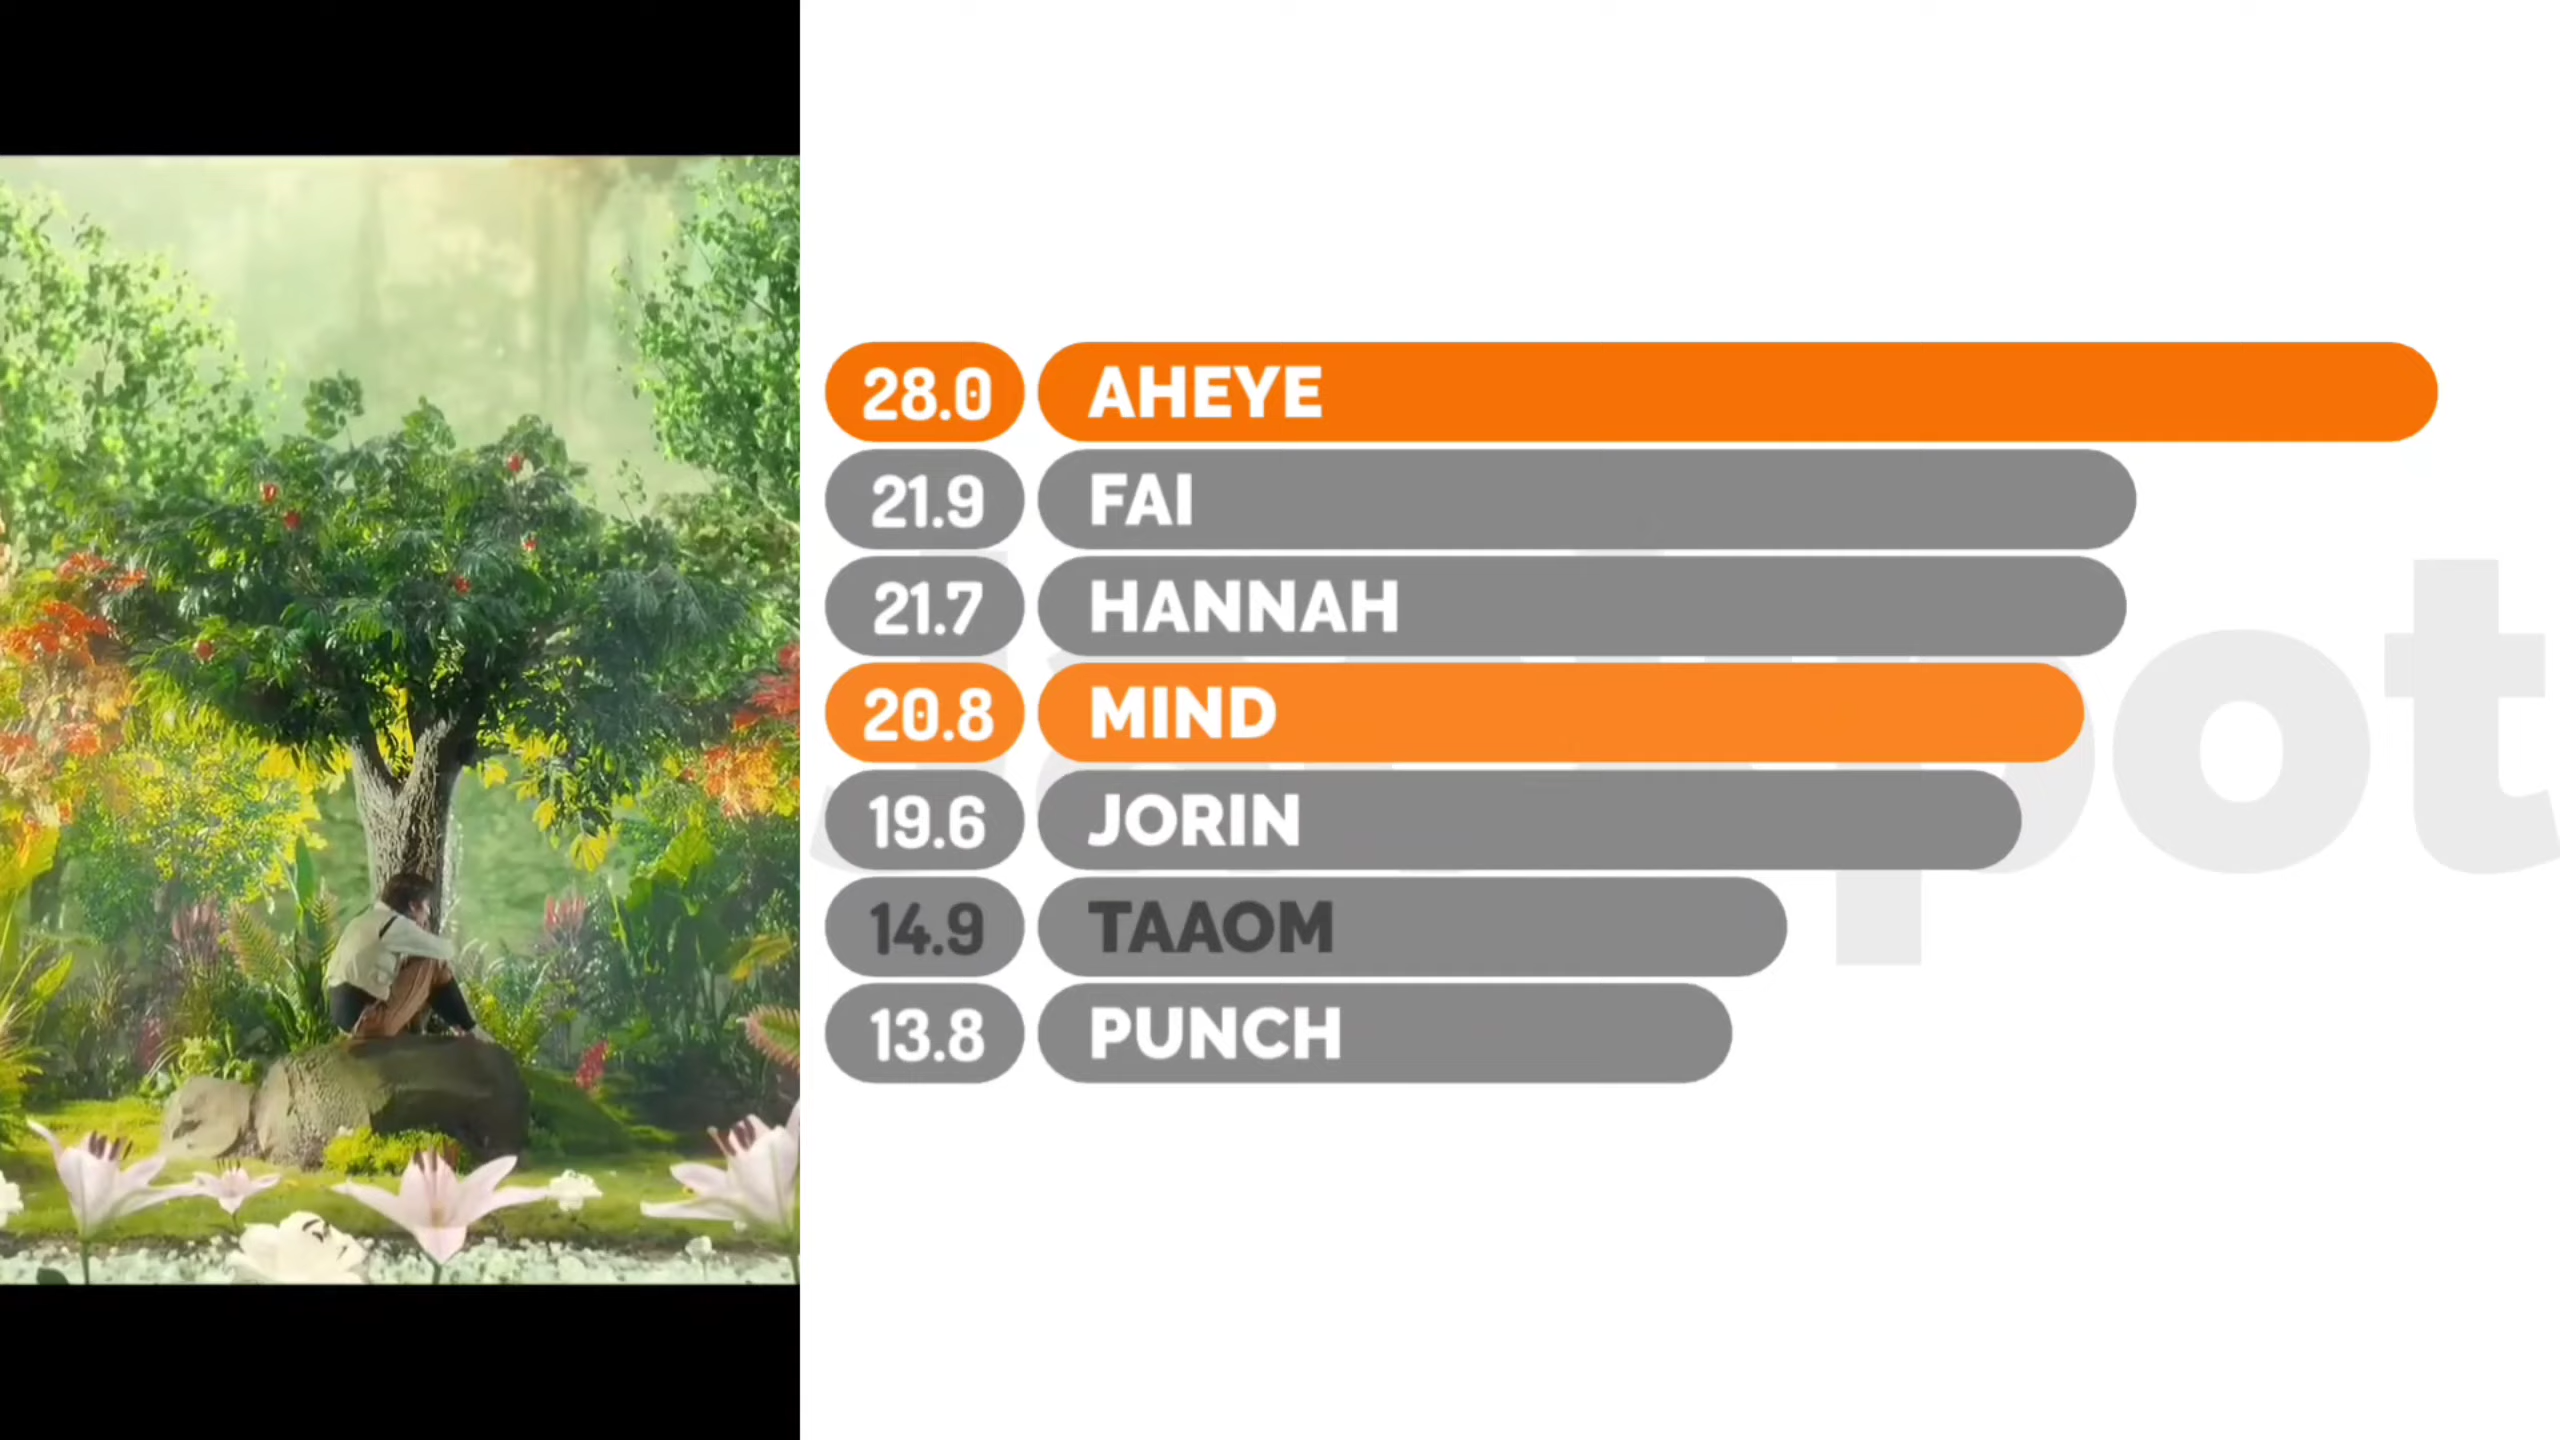 28.0 AHEYE
21.9 FAI
21.7 HANNAH
20.8 MIND
19.6 JORIN
14.9 TAAOM
13.8 PUNCH